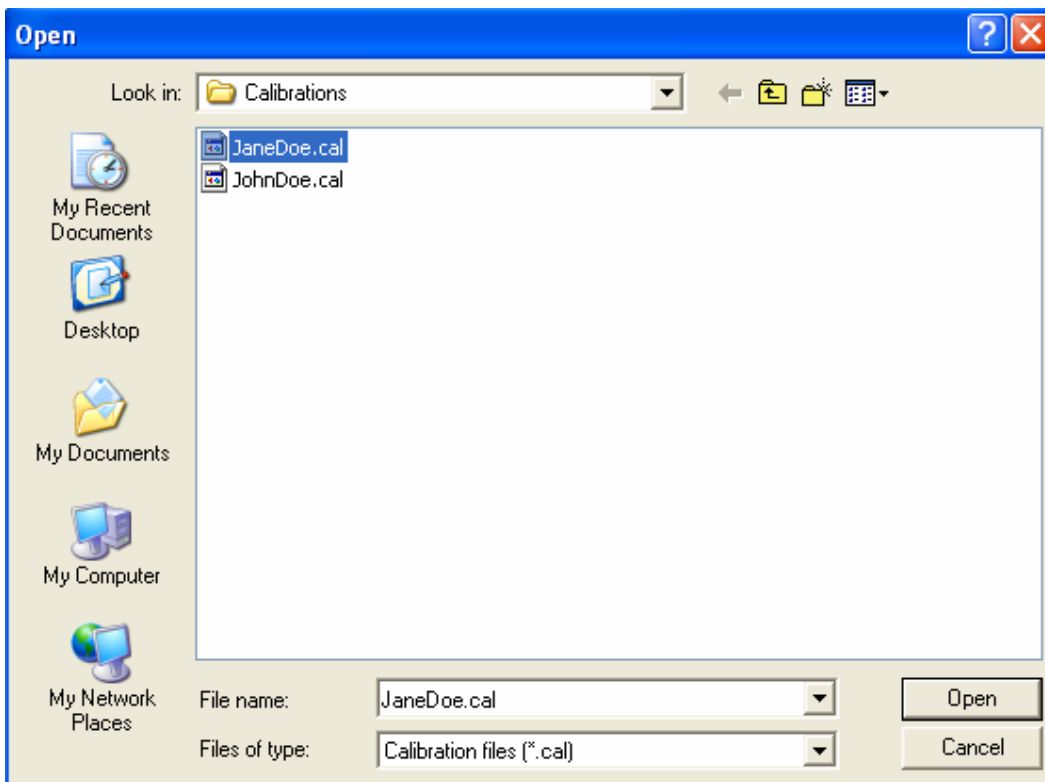 Open
Look in: Calibrations
JaneDoe.cal
JohnDoe.cal
My Recent
Documents
Desktop
My Documents
My Computer
My Network
Places
File name: JaneDoe.cal Open
Files of type: Calibration files (*.cal) Cancel